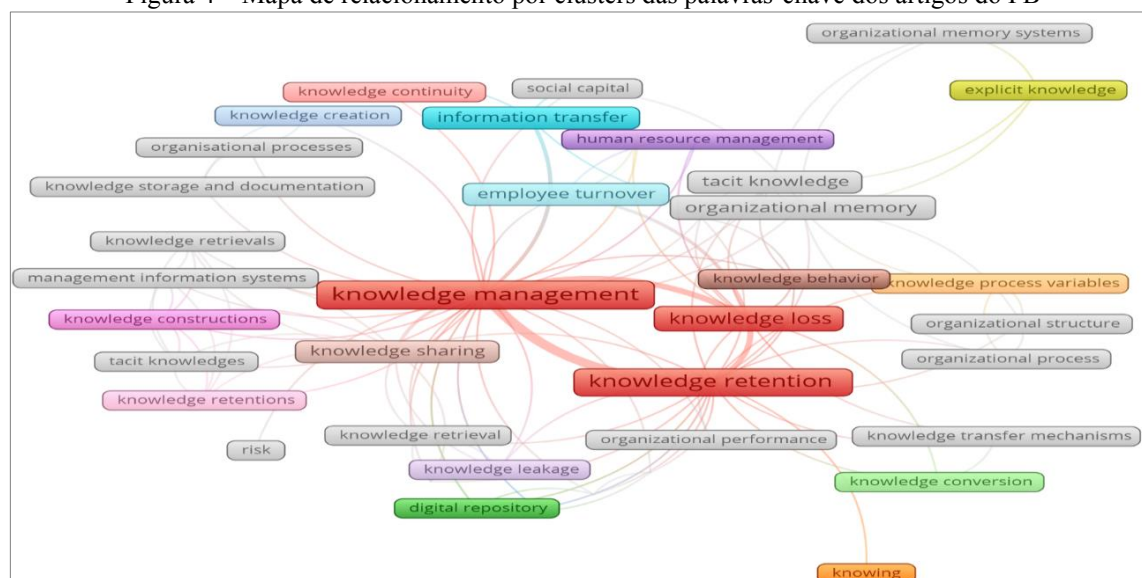 Figura 4 – Mapa de relacionamento por clusters das palavras-chave dos artigos do PB
organizational memory systems
social capital
explicit knowledge
knowledge continuity
knowledge creation
information transfer
human resource management
organisational processes
tacit knowledge
knowledge storage and documentation
employee turnover
organizational memory
knowledge retrievals
management information systems
knowledge behavior
knowledge process variables
knowledge management
knowledge constructions
knowledge loss
organizational structure
knowledge sharing
tacit knowledges
organizational process
knowledge retention
knowledge retentions
knowledge retrieval
organizational performance
knowledge transfer mechanisms
risk
knowledge leakage
knowledge conversion
digital repository
knowing